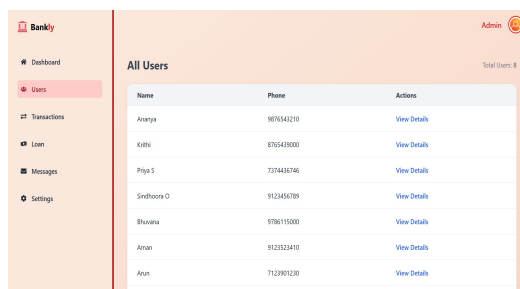 Bankly
Admin
Dashboard
Users
Transactions
Loan
Messages
Settings
All Users
Total Users: 8
Name Phone Actions
Ananya 9876543210 View Details
Krithi 8765439000 View Details
Priya S 7374436746 View Details
Sindhoora O 9123456789 View Details
Bhuvana 9786115000 View Details
Aman 9123523410 View Details
Arun 7123901230 View Details